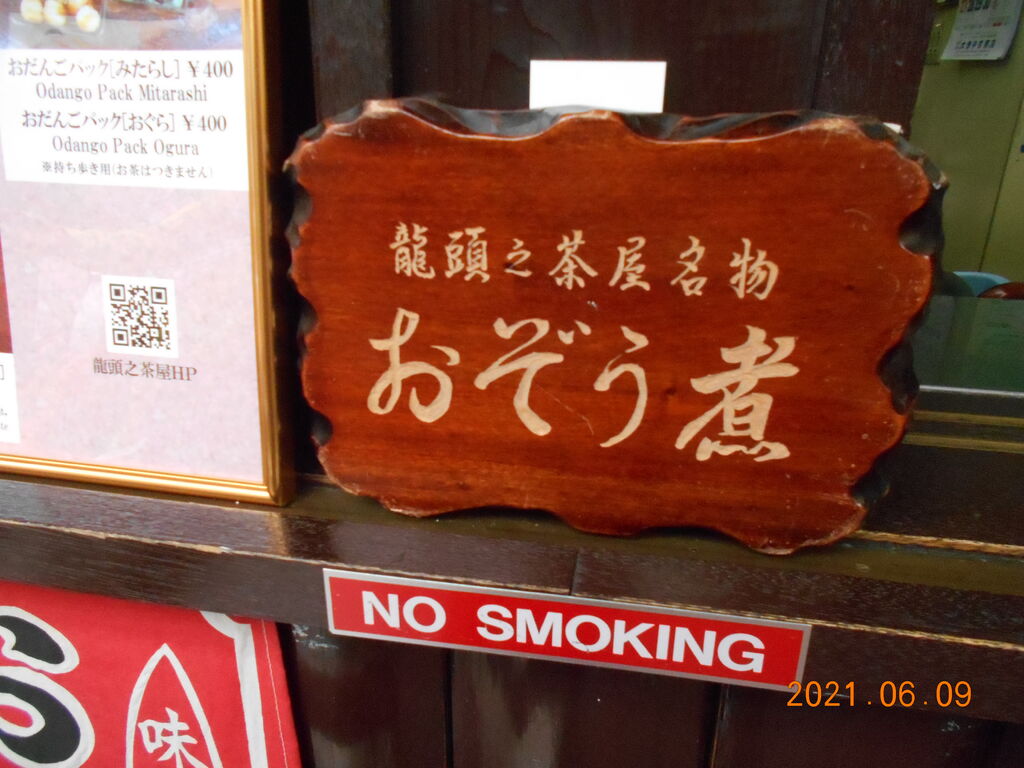 おだんごパック[みたらし] ¥400
Odango Pack Mitarashi
おだんごパック[おぐら] ¥400
Odango Pack Ogura
※持ち歩き用(お茶はつきません)
龍頭之茶屋HP
龍頭之茶屋名物
おぞう煮
NO SMOKING
味
2021.06.09